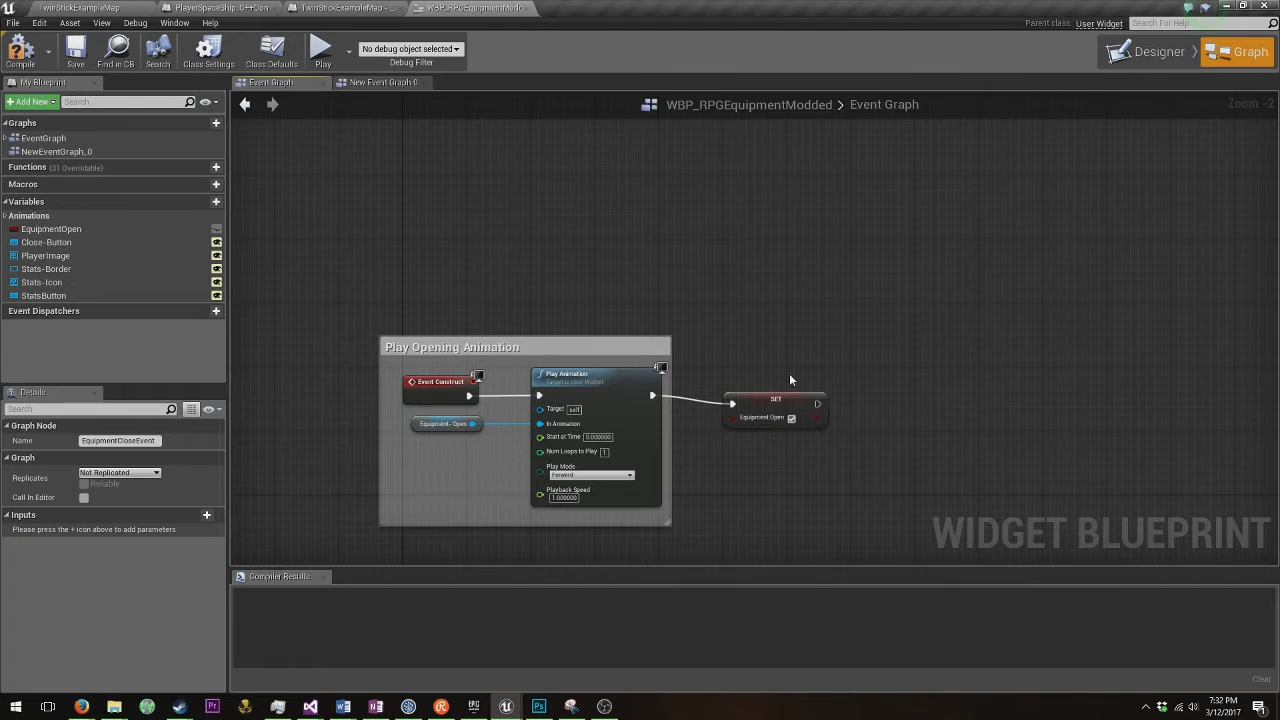 TwinStickExampleMap
PlayerSpaceShip.:C++Con
TwinStickExampleMap - L
WBP_RPGEquipmentMod
File
Edit
Asset
View
Debug
Window
Help
Parent class:
User Widget
Search For Help
Compile
Save
Find in CB
Search
Class Settings
Class Defaults
Play
No debug object selected
Debug Filter
Designer
Graph
My Blueprint
Event Graph
New Event Graph 0
+Add New
Search
WBP_RPGEquipmentModded > Event Graph
Zoom -2
Graphs
EventGraph
NewEventGraph_0
Functions (31 Overridable)
Macros
Variables
Animations
EquipmentOpen
Close-Button
PlayerImage
Stats-Border
Stats-Icon
StatsButton
Event Dispatchers
Play Opening Animation
Event Construct
Equipment- Open
Play Animation
Target is User Widget
Target self
In Animation
Start at Time 0.000000
Num Loops to Play 1
Play Mode
Forward
Playback Speed
1.000000
SET
Equipment Open
Details
Search
Graph Node
Name EquipmentCloseEvent
Graph
Replicates Not Replicated
Reliable
Call In Editor
Inputs
Please press the + icon above to add parameters
WIDGET BLUEPRINT
Compiler Results
Clear
7:32 PM
3/12/2017